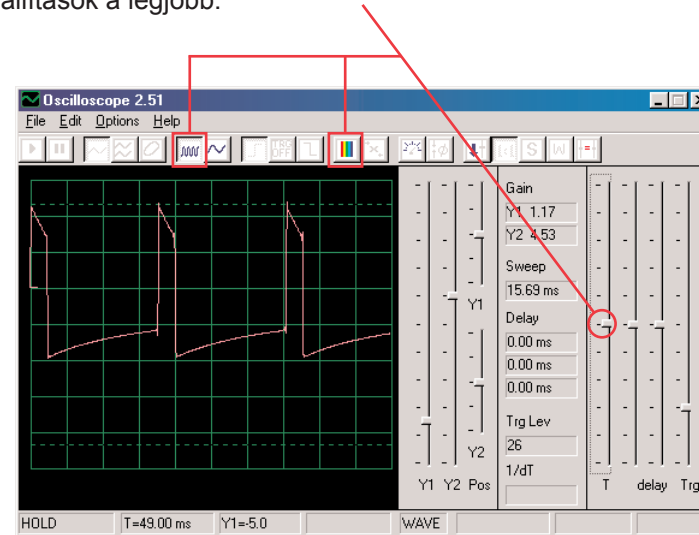 állítások a legjobb.
Oscilloscope 2.51
File Edit Options Help
TRG
OFF
S W
Gain
Y1 1.17
Y2 4.53
Sweep
15.69 ms
Y1
Delay
0.00 ms
0.00 ms
0.00 ms
Trg Lev
26
Y2
1/dT
Y1 Y2 Pos
T delay Trg
HOLD T=49.00 ms Y1=-5.0 WAVE